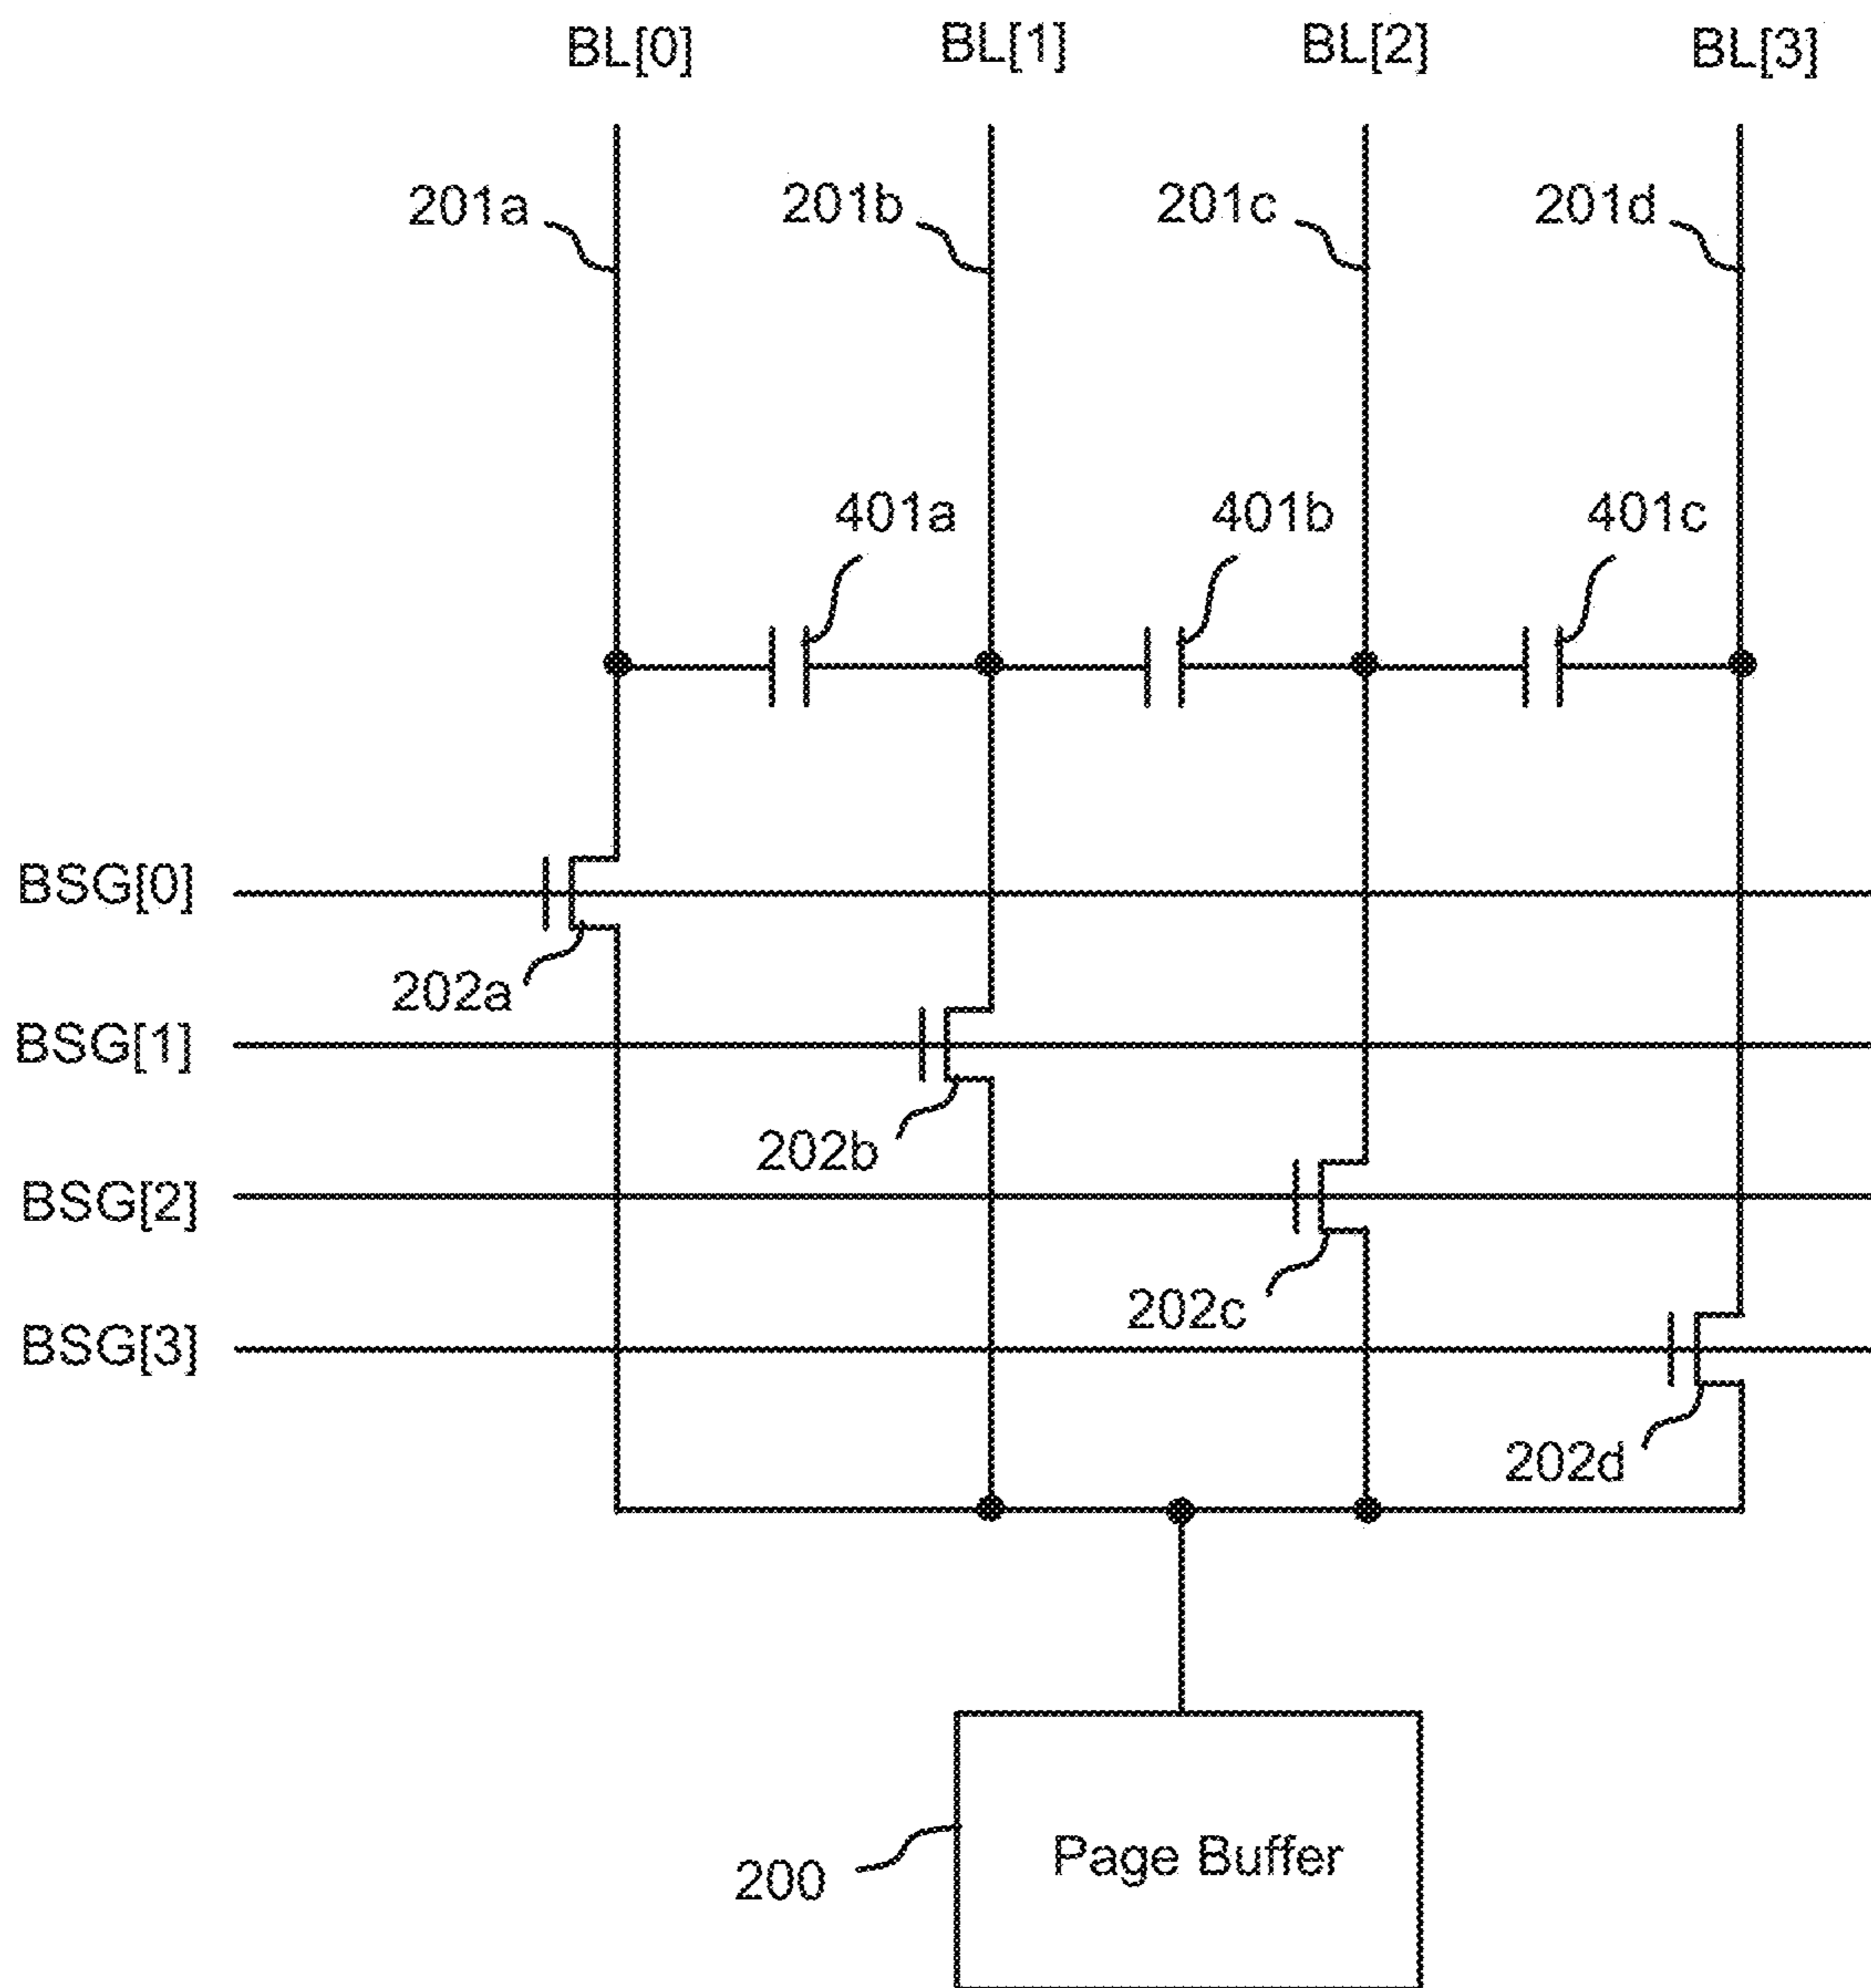 BL[0] BL[1] BL[2] BL[3]
201a 201b 201c 201d
401a 401b 401c
BSG[0]
202a
BSG[1]
202b
BSG[2]
202c
BSG[3]
202d
Page Buffer
200